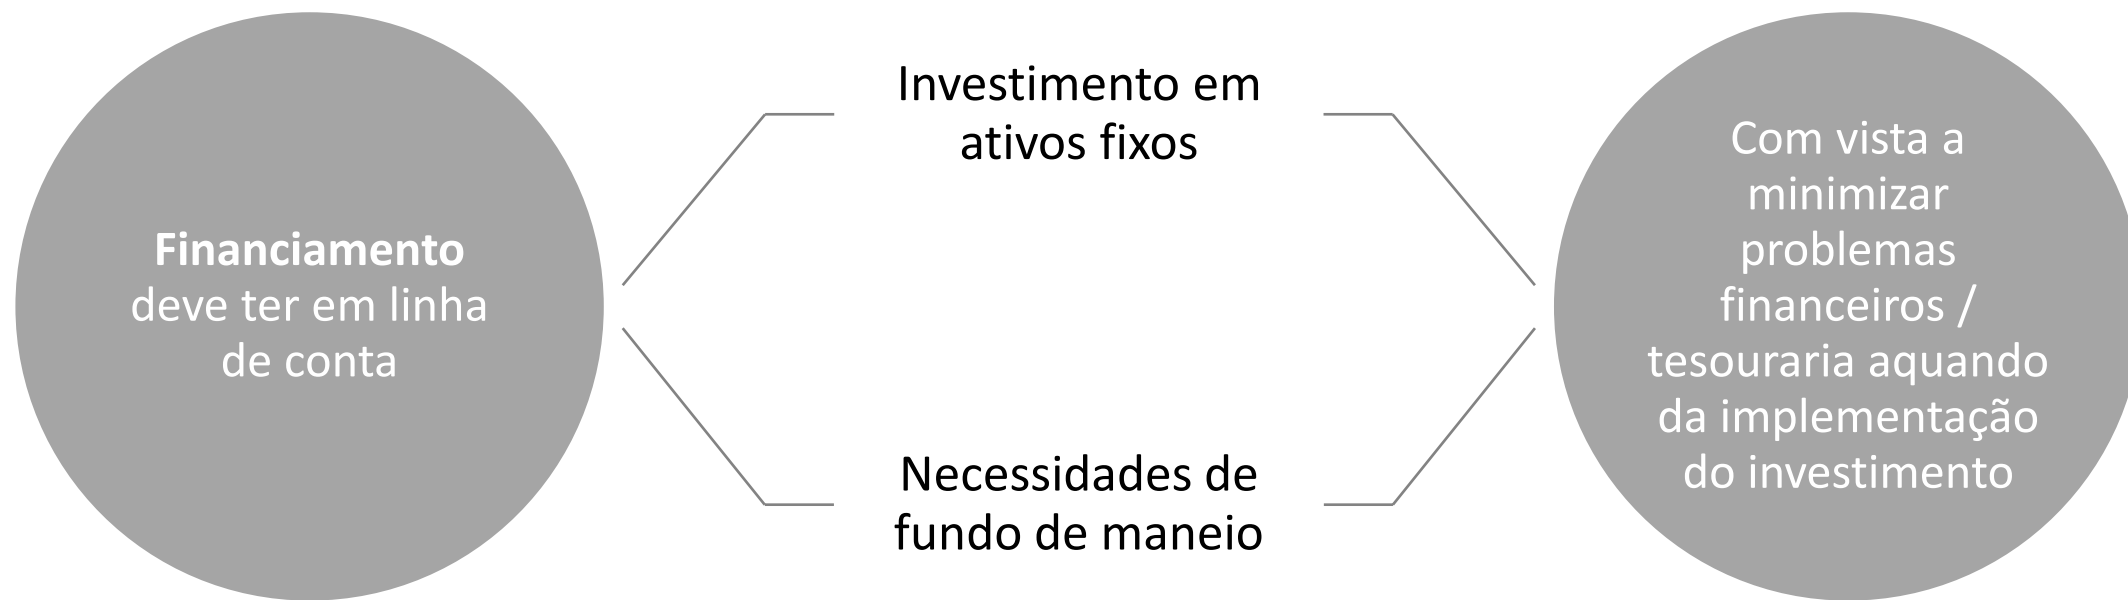 Financiamento
deve ter em linha
de conta
Investimento em
ativos fixos
Necessidades de
fundo de maneio
Com vista a
minimizar
problemas
financeiros /
tesouraria aquando
da implementação
do investimento